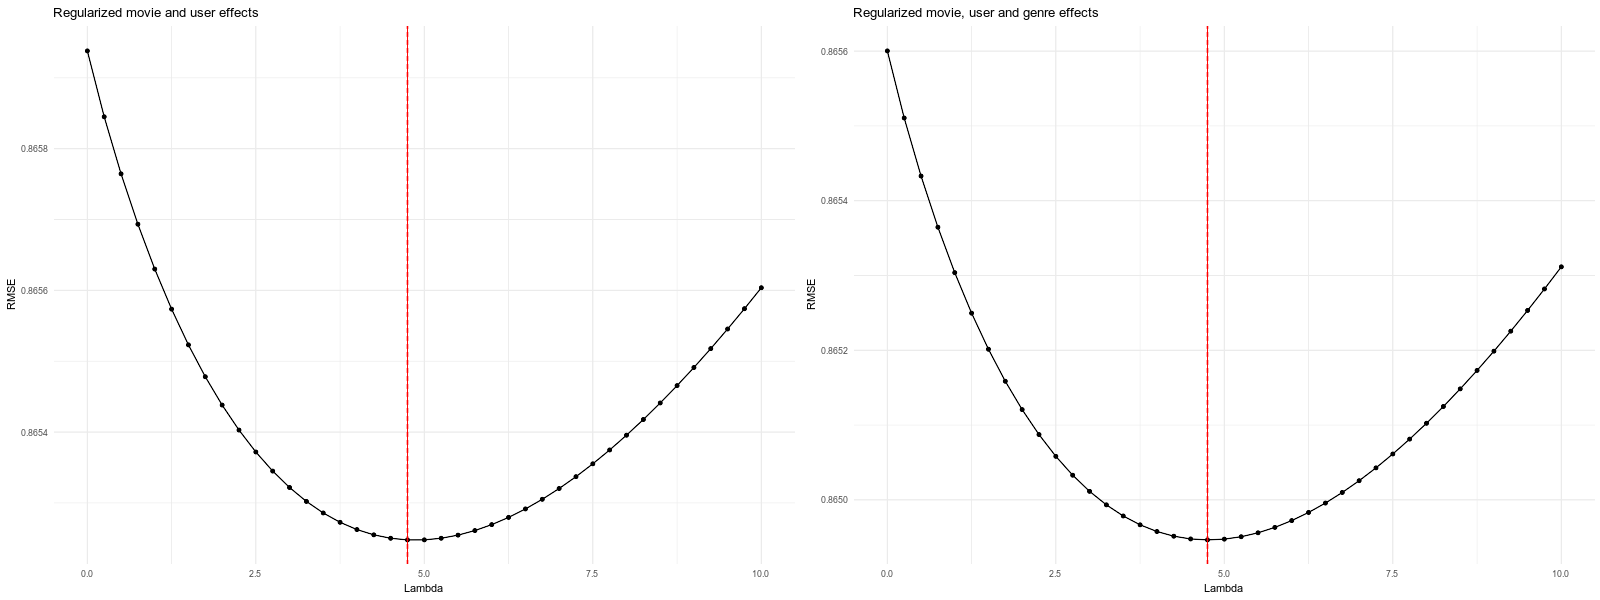 Regularized movie and user effects
RMSE
0.8658
0.8656
0.8654
0.0 2.5 5.0 7.5 10.0
Lambda
Regularized movie, user and genre effects
RMSE
0.8656
0.8654
0.8652
0.8650
0.0 2.5 5.0 7.5 10.0
Lambda